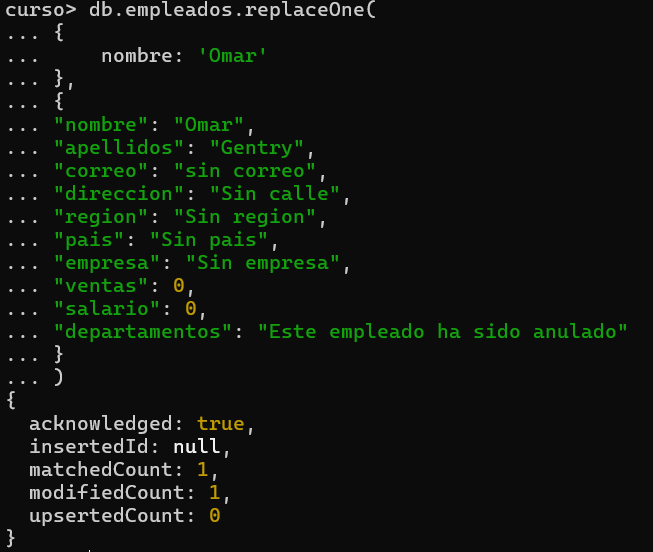 curso> db.empleados.replaceOne(
... {
...     nombre: 'Omar'
... },
... {
... "nombre": "Omar",
... "apellidos": "Gentry",
... "correo": "sin correo",
... "direccion": "Sin calle",
... "region": "Sin region",
... "pais": "Sin pais",
... "empresa": "Sin empresa",
... "ventas": 0,
... "salario": 0,
... "departamentos": "Este empleado ha sido anulado"
... }
... )
{
  acknowledged: true,
  insertedId: null,
  matchedCount: 1,
  modifiedCount: 1,
  upsertedCount: 0
}